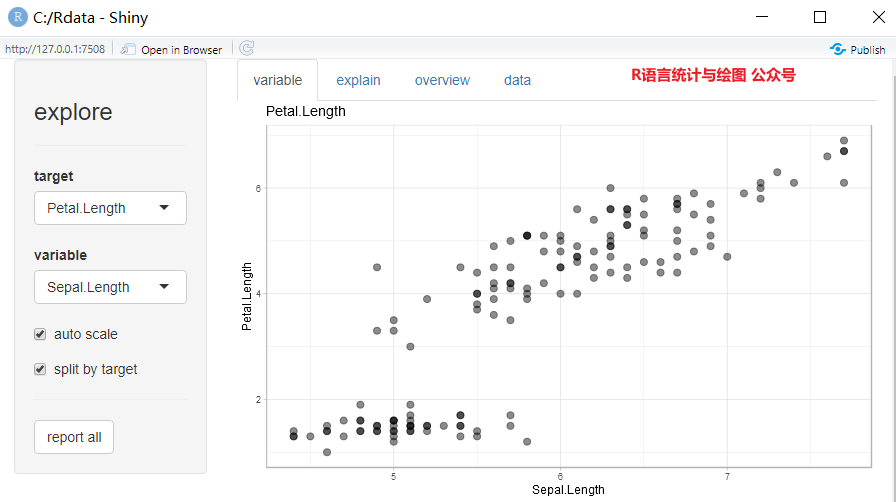 C:/Rdata - Shiny
http://127.0.0.1:7508 Open in Browser Publish
explore
target
Petal.Length
variable
Sepal.Length
auto scale
split by target
report all
variable explain overview data
R语言统计与绘图 公众号
Petal.Length
Petal.Length
6
4
2
5 6 7
Sepal.Length